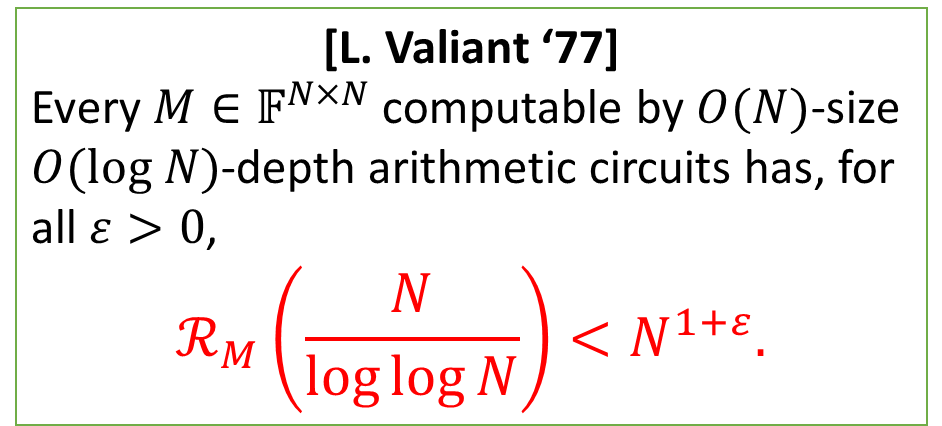 [L. Valiant ‘77]
Every 𝑀 ∈ 𝔽^{𝑁×𝑁} computable by 𝑂(𝑁)-size
𝑂(log 𝑁)-depth arithmetic circuits has, for
all 𝜀 > 0,
ℛ_𝑀 (𝑁 / log log 𝑁) < 𝑁^{1+𝜀}.